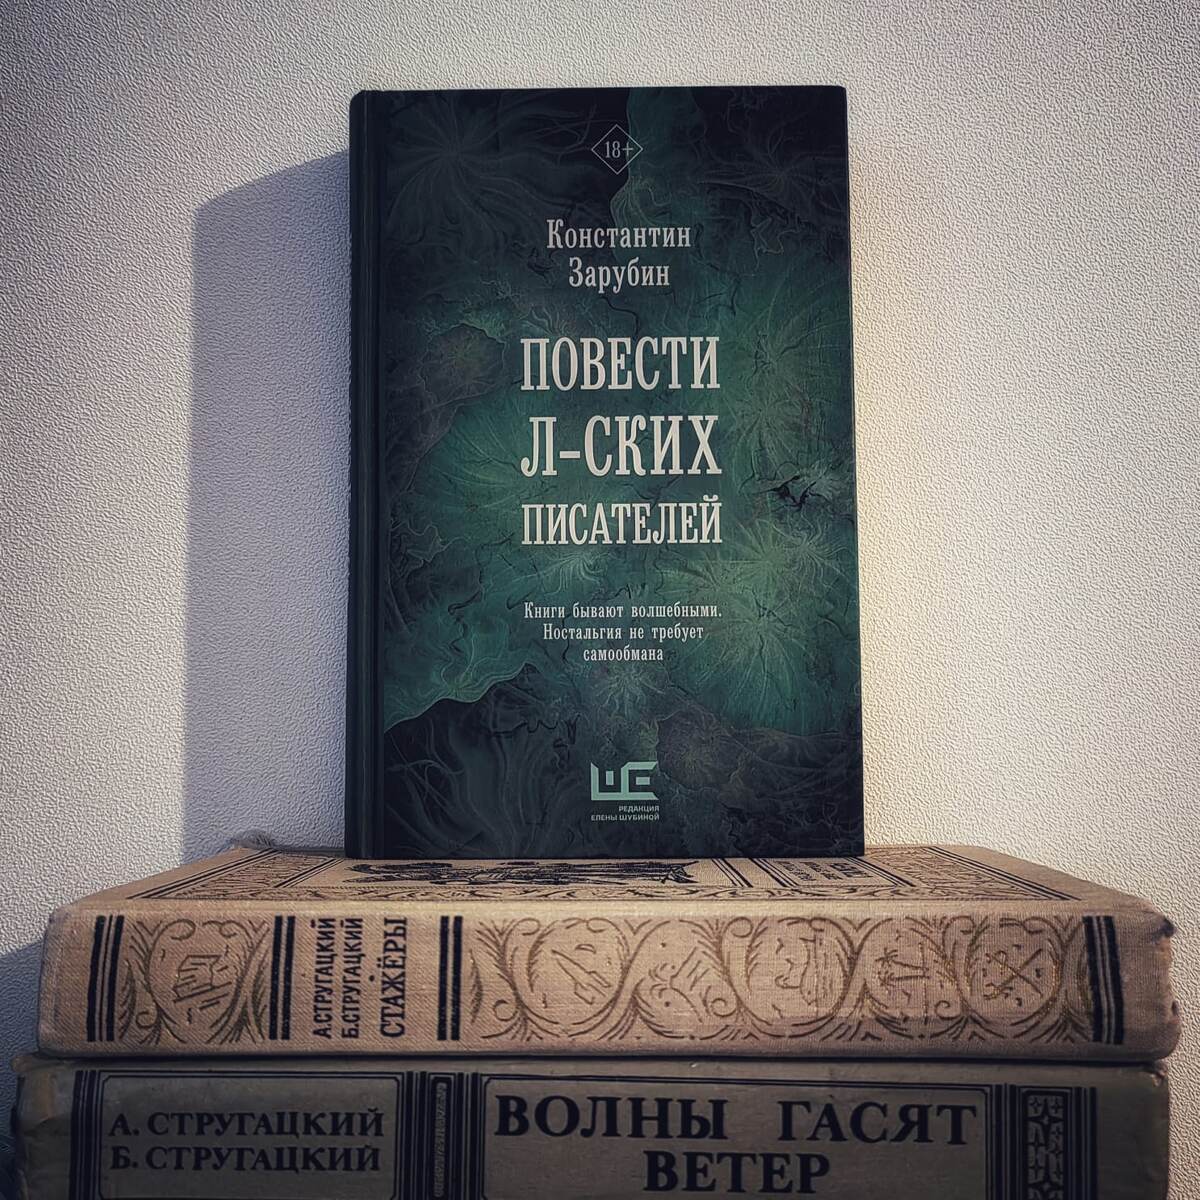 18+
Константин
Зарубин
ПОВЕСТИ
Л-СКИХ
ПИСАТЕЛЕЙ
Книги бывают волшебными.
Ностальгия не требует
самообмана
ШЕ
РЕДАКЦИЯ
ЕЛЕНЫ ШУБИНОЙ
А.СТРУГАЦКИЙ
Б.СТРУГАЦКИЙ
СТАЖЁРЫ
А. СТРУГАЦКИЙ
Б. СТРУГАЦКИЙ
ВОЛНЫ ГАСЯТ
ВЕТЕР